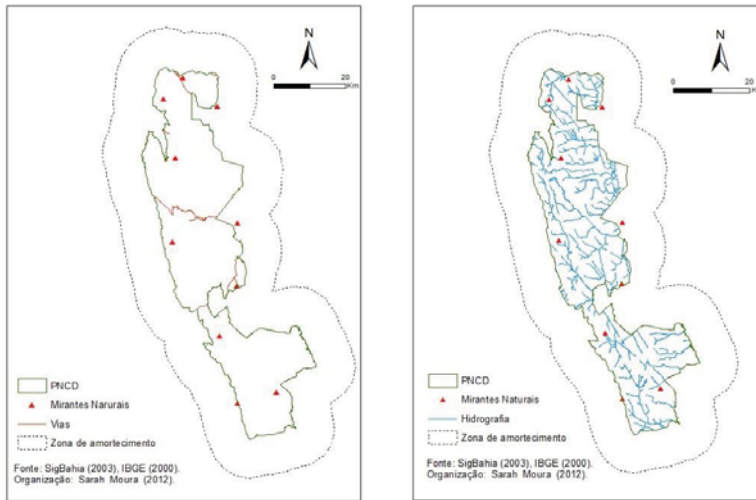 N
0 20
Km
PNCD
Mirantes Narurais
Vias
Zona de amortecimento
Fonte: SigBahia (2003), IBGE (2000).
Organização: Sarah Moura (2012).
N
0 20
PNCD
Mirantes Narurais
Hidrografia
Zona de amortecimento
Fonte: SigBahia (2003), IBGE (2000).
Organização: Sarah Moura (2012).